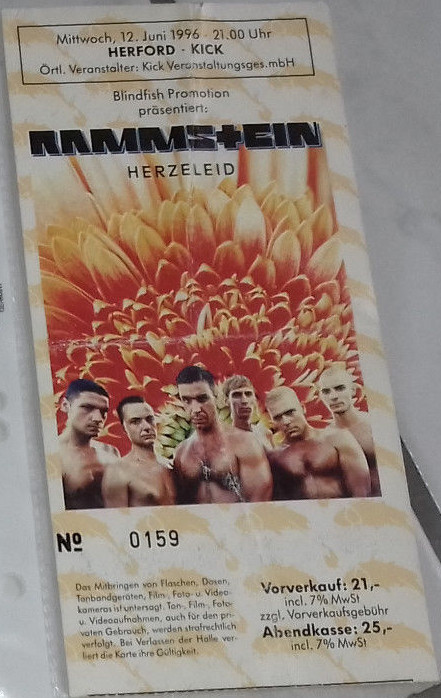 Mittwoch, 12. Juni 1996 - 21.00 Uhr
HERFORD - KICK
Örtl. Veranstalter: Kick Veranstaltungsges.mbH
Blindfish Promotion
präsentiert:
RAMMSTEIN
HERZELEID
Nº 0159
Das Mitbringen von Flaschen, Dosen,
Tonbandgeräten, Film-, Foto- u. Video-
kameras ist untersagt. Ton-, Film-, Foto-
u. Videoaufnahmen, auch für den pri-
vaten Gebrauch, werden strafrechtlich
verfolgt. Bei Verlassen der Halle ver-
liert die Karte ihre Gültigkeit.
Vorverkauf: 21,-
incl. 7% MwSt
zzgl. Vorverkaufsgebühr
Abendkasse: 25,-
incl. 7% MwSt